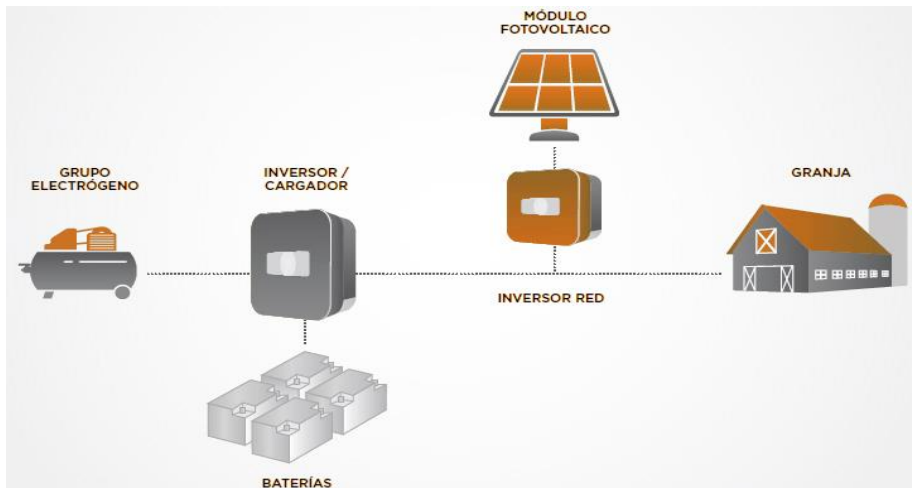 MÓDULO
FOTOVOLTAICO
GRUPO
ELECTRÓGENO
INVERSOR /
CARGADOR
GRANJA
INVERSOR RED
BATERÍAS